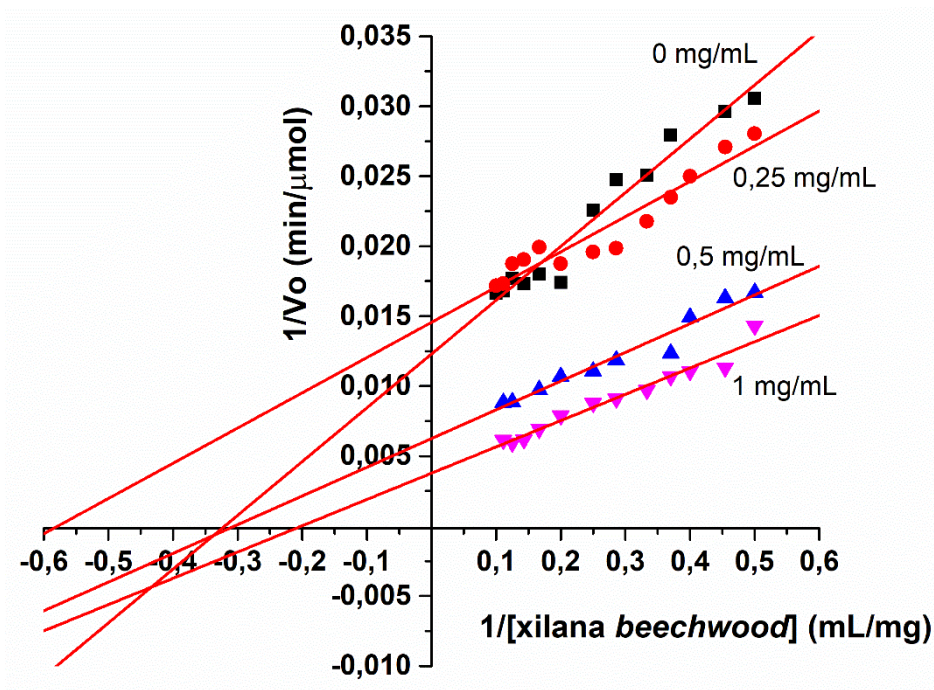 0,035
0 mg/mL
0,030
0,25 mg/mL
0,025
0,020
0,5 mg/mL
0,015
0,010
1 mg/mL
0,005
1/Vo (min/μmol)
-0,6 -0,5 -0,4 -0,3 -0,2 -0,1 0,1 0,2 0,3 0,4 0,5 0,6
-0,005
1/[xilana beechwood] (mL/mg)
-0,010